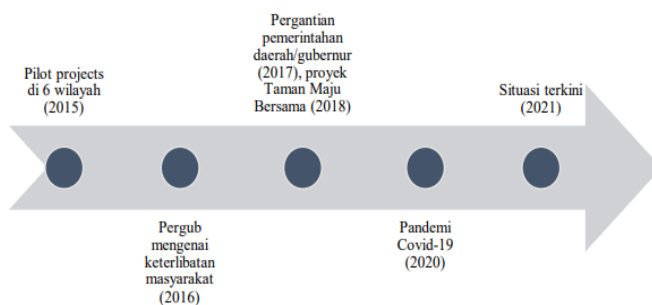 Pilot projects
di 6 wilayah
(2015)
Pergub
mengenai
keterlibatan
masyarakat
(2016)
Pergantian
pemerintahan
daerah/gubernur
(2017), proyek
Taman Maju
Bersama (2018)
Pandemi
Covid-19
(2020)
Situasi terkini
(2021)